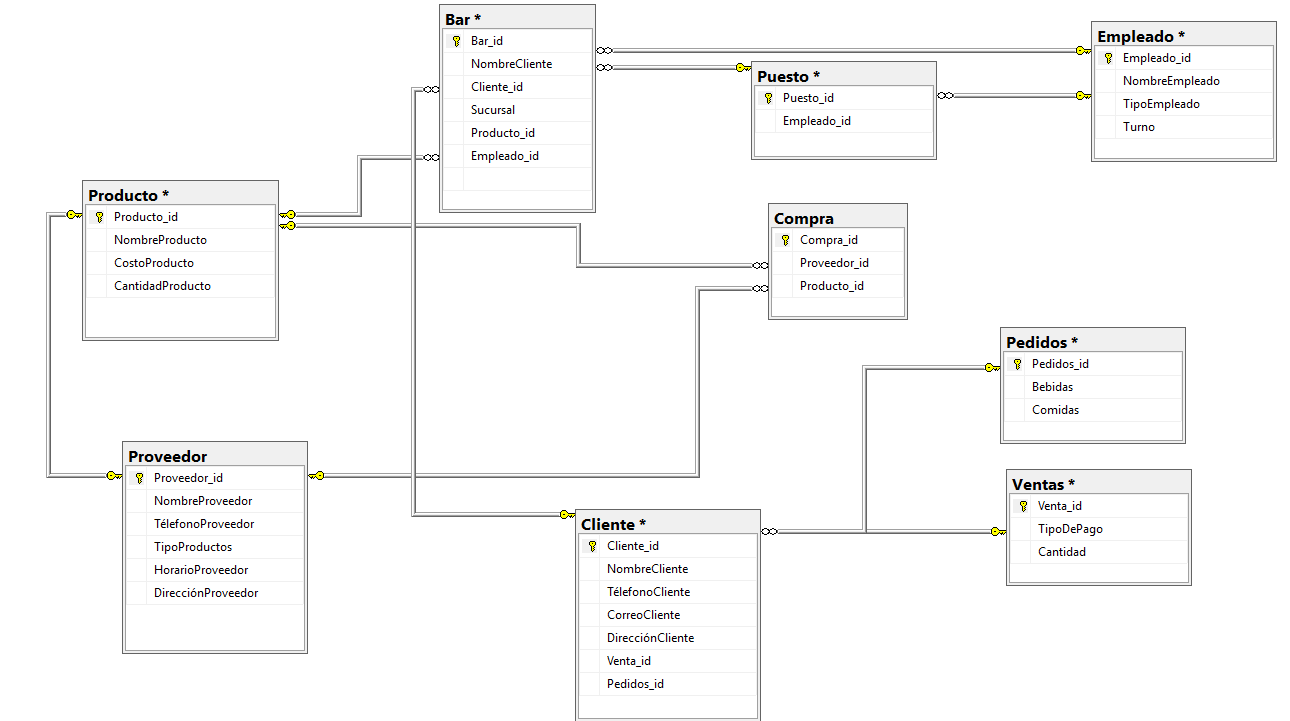 Bar *
Bar_id
NombreCliente
Cliente_id
Sucursal
Producto_id
Empleado_id
Empleado *
Empleado_id
NombreEmpleado
TipoEmpleado
Turno
Puesto *
Puesto_id
Empleado_id
Producto *
Producto_id
NombreProducto
CostoProducto
CantidadProducto
Compra
Compra_id
Proveedor_id
Producto_id
Pedidos *
Pedidos_id
Bebidas
Comidas
Proveedor
Proveedor_id
NombreProveedor
TélefonoProveedor
TipoProductos
HorarioProveedor
DirecciónProveedor
Ventas *
Venta_id
TipoDePago
Cantidad
Cliente *
Cliente_id
NombreCliente
TélefonoCliente
CorreoCliente
DirecciónCliente
Venta_id
Pedidos_id